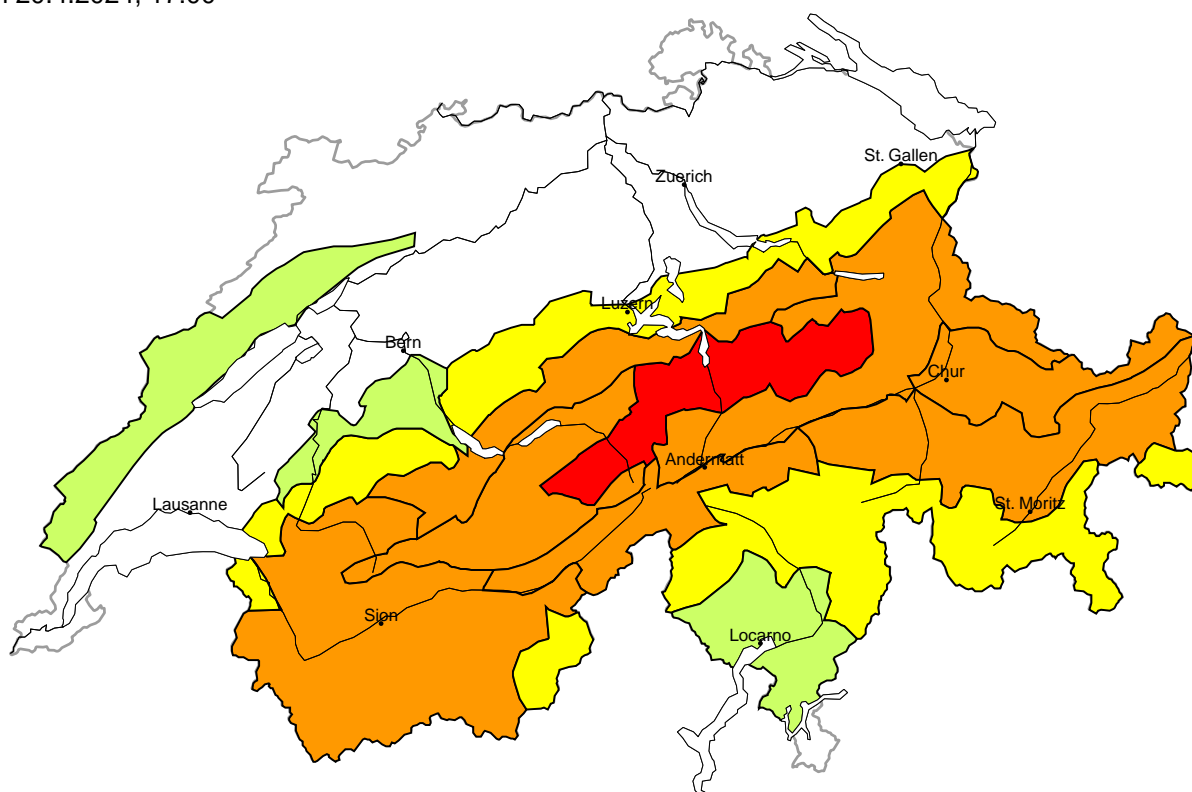 St. Gallen
Zuerich
Luzern
Bern
Chur
Andermatt
Lausanne
St. Moritz
Sion
Locarno